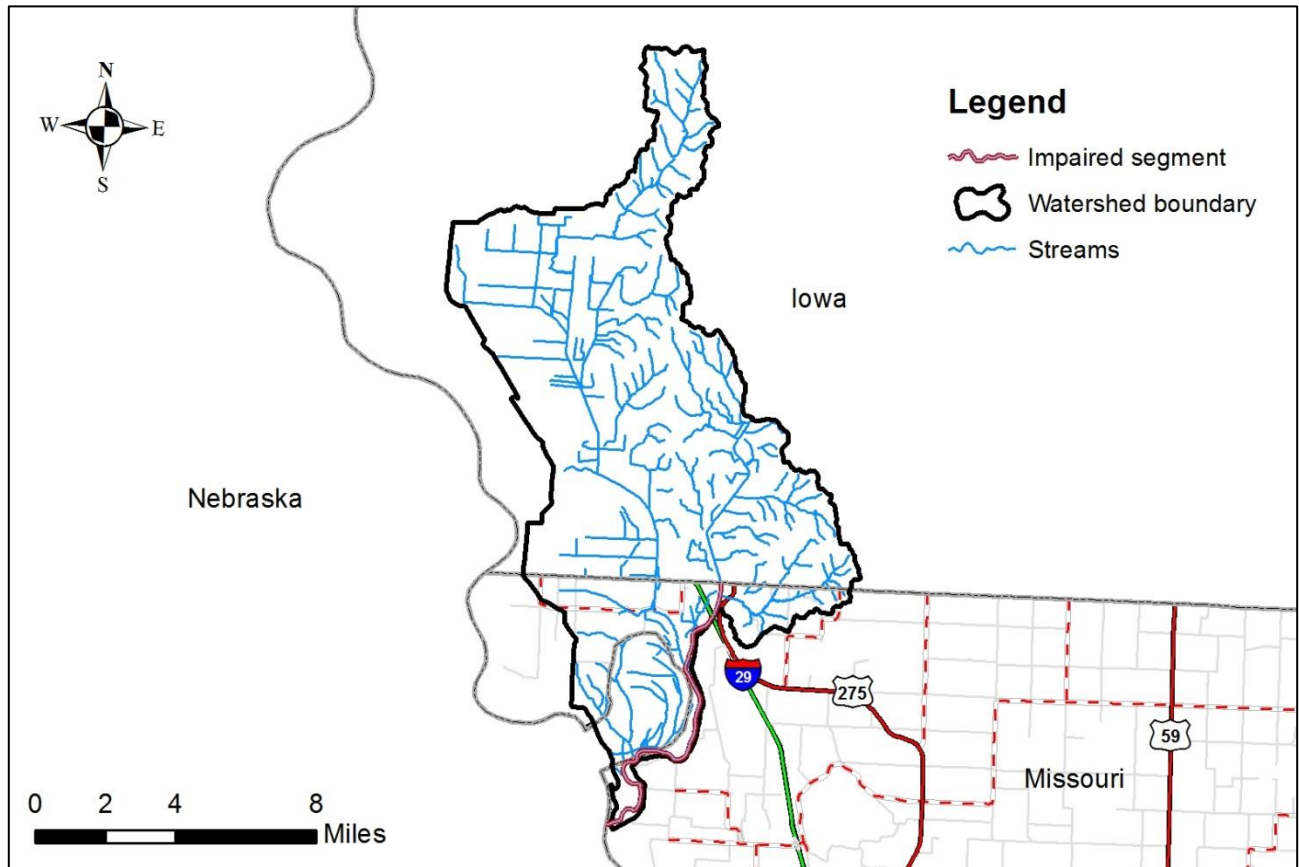 N
W
E
S
Legend
Impaired segment
Watershed boundary
Streams
Iowa
Nebraska
29
275
59
Missouri
0 2 4 8
Miles